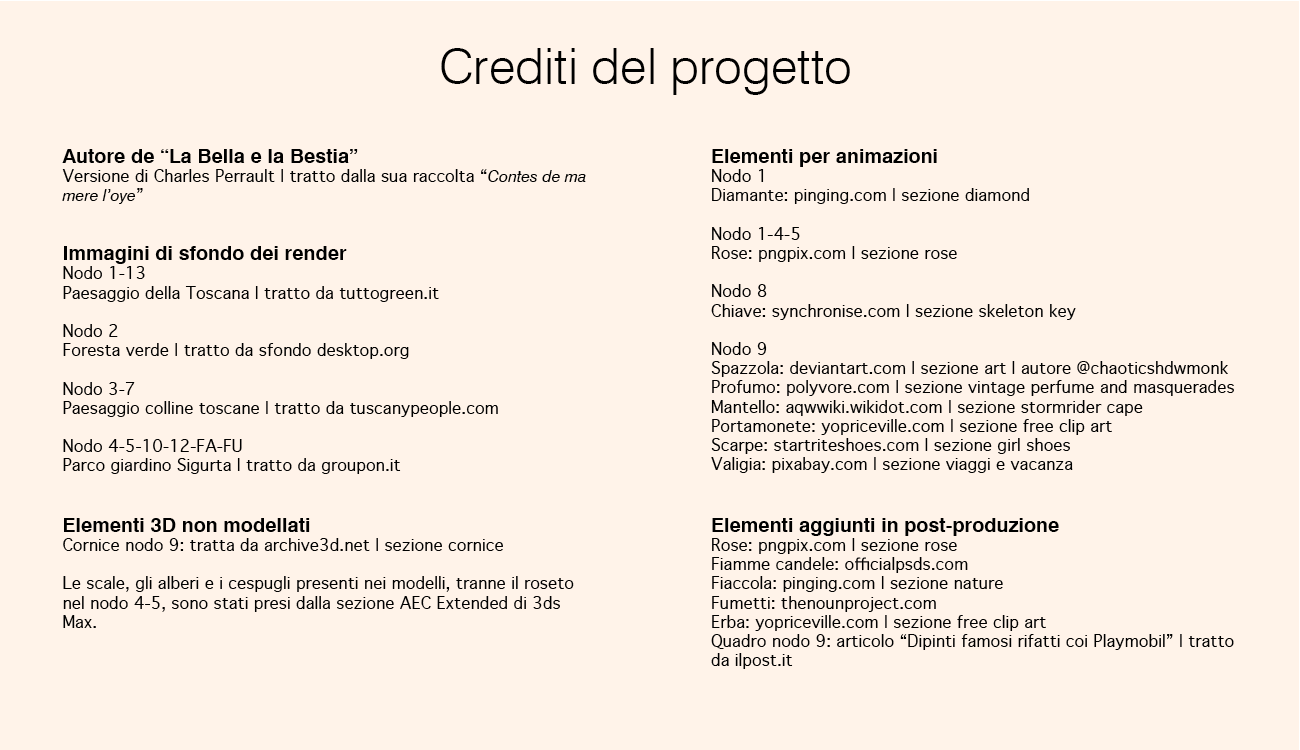 Crediti del progetto
Autore de “La Bella e la Bestia”
Versione di Charles Perrault | tratto dalla sua raccolta “Contes de ma
mere l’oye”
Immagini di sfondo dei render
Nodo 1-13
Paesaggio della Toscana | tratto da tuttogreen.it
Nodo 2
Foresta verde | tratto da sfondo desktop.org
Nodo 3-7
Paesaggio colline toscane | tratto da tuscanypeople.com
Nodo 4-5-10-12-FA-FU
Parco giardino Sigurta | tratto da groupon.it
Elementi 3D non modellati
Cornice nodo 9: tratta da archive3d.net | sezione cornice
Le scale, gli alberi e i cespugli presenti nei modelli, tranne il roseto
nel nodo 4-5, sono stati presi dalla sezione AEC Extended di 3ds
Max.
Elementi per animazioni
Nodo 1
Diamante: pinging.com | sezione diamond
Nodo 1-4-5
Rose: pngpix.com | sezione rose
Nodo 8
Chiave: synchronise.com | sezione skeleton key
Nodo 9
Spazzola: deviantart.com | sezione art | autore @chaoticshdwmonk
Profumo: polyvore.com | sezione vintage perfume and masquerades
Mantello: aqwwiki.wikidot.com | sezione stormrider cape
Portamonete: yopriceville.com | sezione free clip art
Scarpe: startriteshoes.com | sezione girl shoes
Valigia: pixabay.com | sezione viaggi e vacanza
Elementi aggiunti in post-produzione
Rose: pngpix.com | sezione rose
Fiamme candele: officialpsds.com
Fiaccola: pinging.com | sezione nature
Fumetti: thenounproject.com
Erba: yopriceville.com | sezione free clip art
Quadro nodo 9: articolo “Dipinti famosi rifatti coi Playmobil” | tratto
da ilpost.it